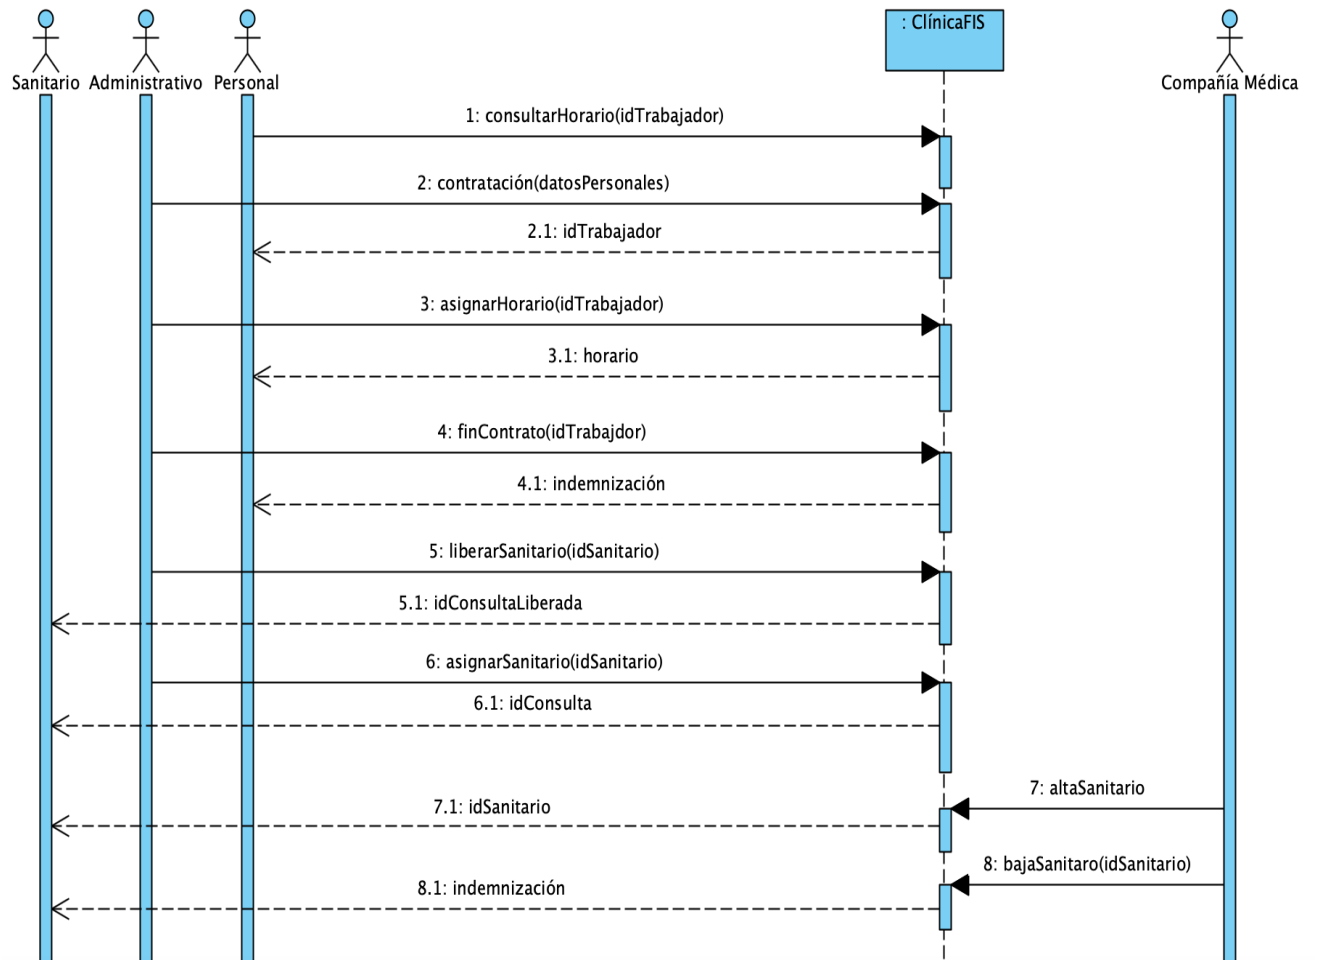 : ClínicaFIS
Sanitario
Administrativo
Personal
Compañía Médica
1: consultarHorario(idTrabajador)
2: contratación(datosPersonales)
2.1: idTrabajador
3: asignarHorario(idTrabajador)
3.1: horario
4: finContrato(idTrabajdor)
4.1: indemnización
5: liberarSanitario(idSanitario)
5.1: idConsultaLiberada
6: asignarSanitario(idSanitario)
6.1: idConsulta
7: altaSanitario
7.1: idSanitario
8: bajaSanitaro(idSanitario)
8.1: indemnización